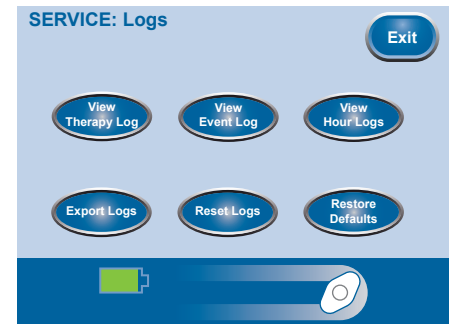 SERVICE: Logs
Exit
View
Therapy Log
View
Event Log
View
Hour Logs
Export Logs
Reset Logs
Restore
Defaults